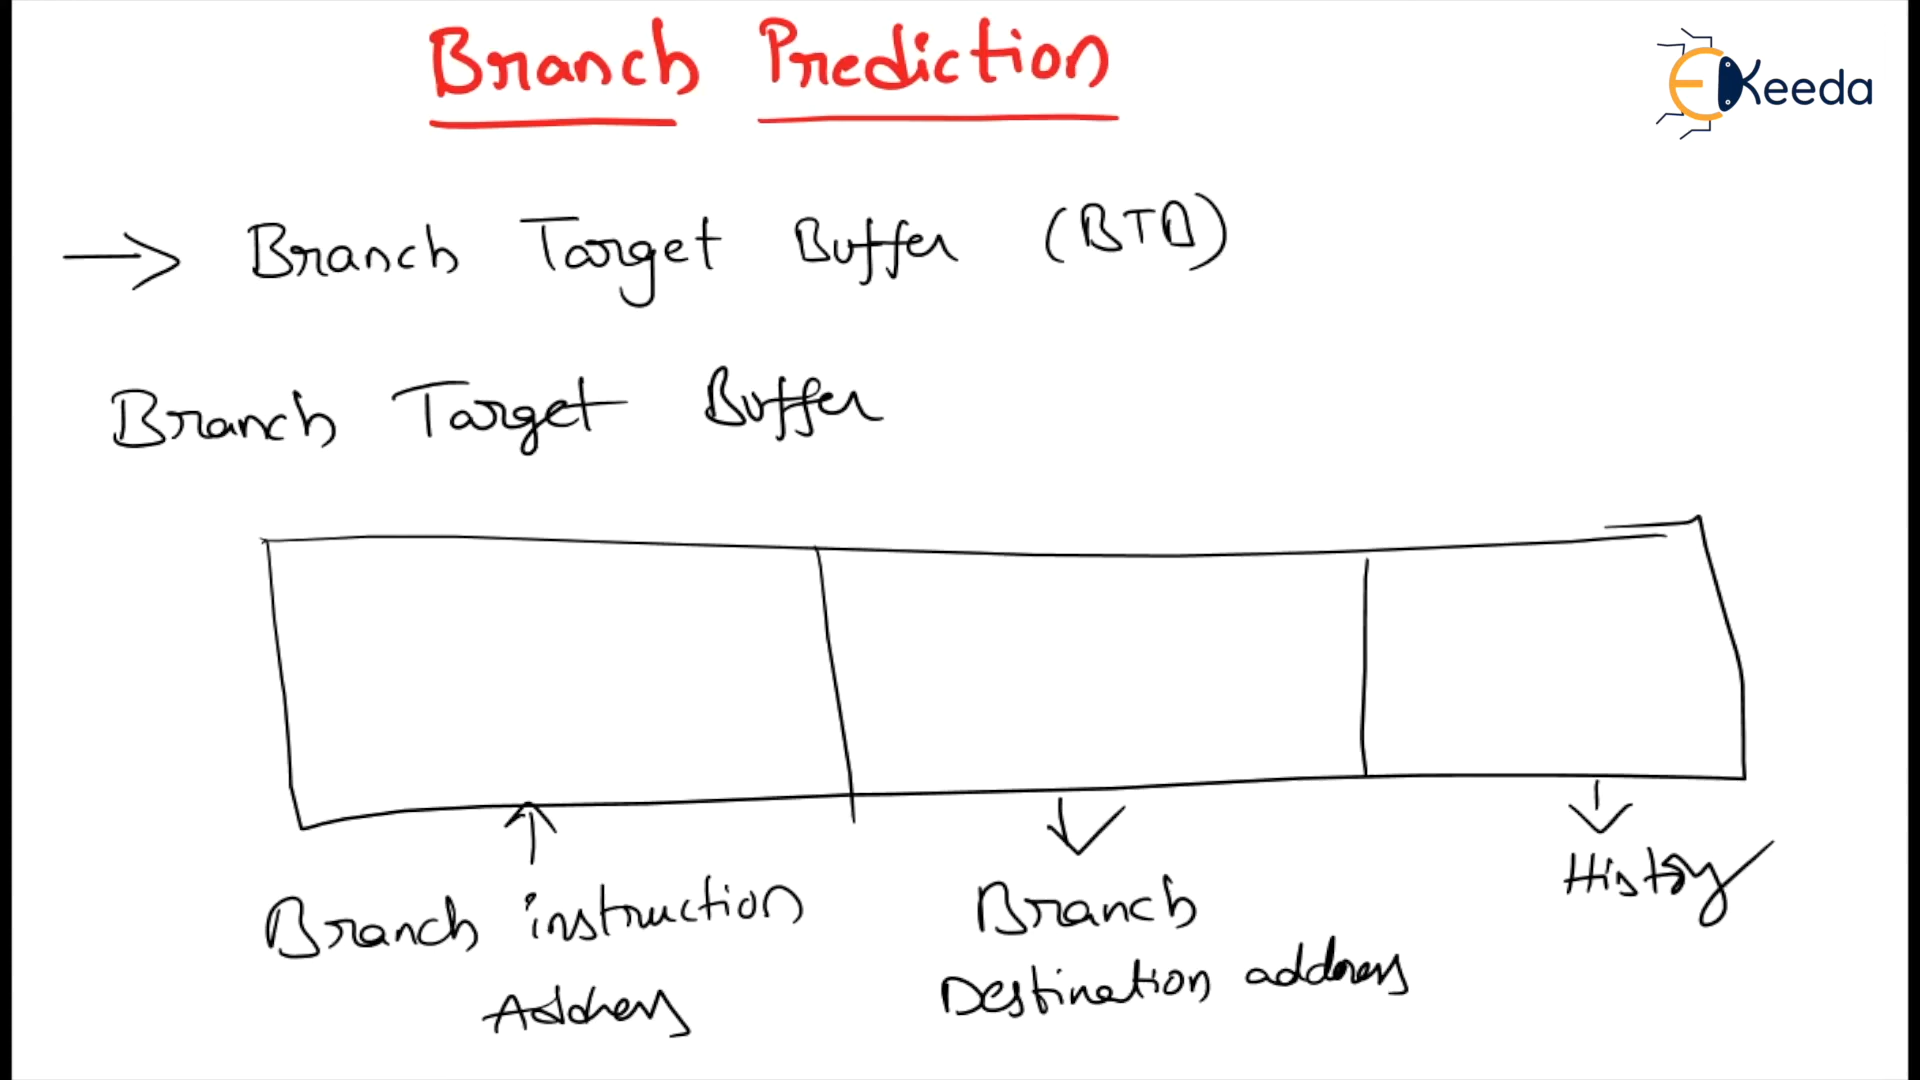 Branch Prediction
EKeeda
→ Branch Target Buffer (BTB)
Branch Target Buffer
Branch instruction Address
Branch Destination address
History